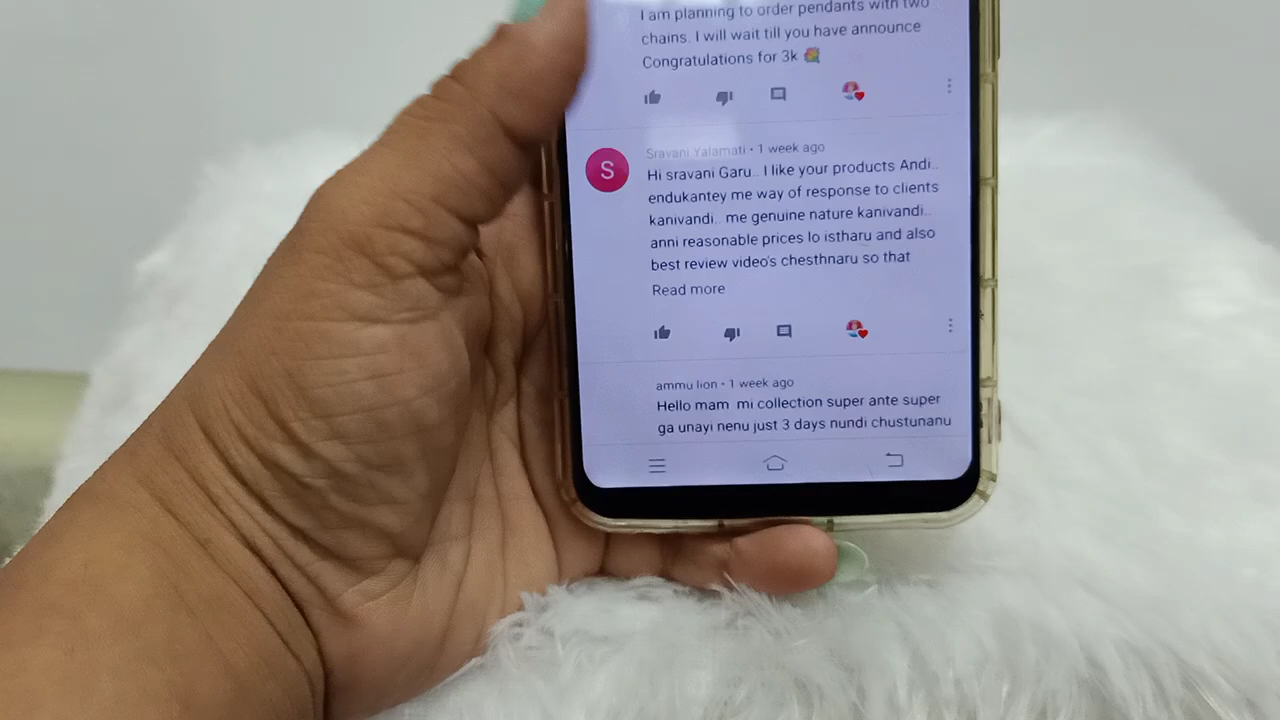 I am planning to order pendants with two
chains. I will wait till you have announce
Congratulations for 3k 💐
S
Sravani Yalamati • 1 week ago
Hi sravani Garu.. I like your products Andi..
endukantey me way of response to clients
kanivandi.. me genuine nature kanivandi..
anni reasonable prices lo istharu and also
best review video's chesthnaru so that
Read more
ammu lion • 1 week ago
Hello mam mi collection super ante super
ga unayi nenu just 3 days nundi chustunanu